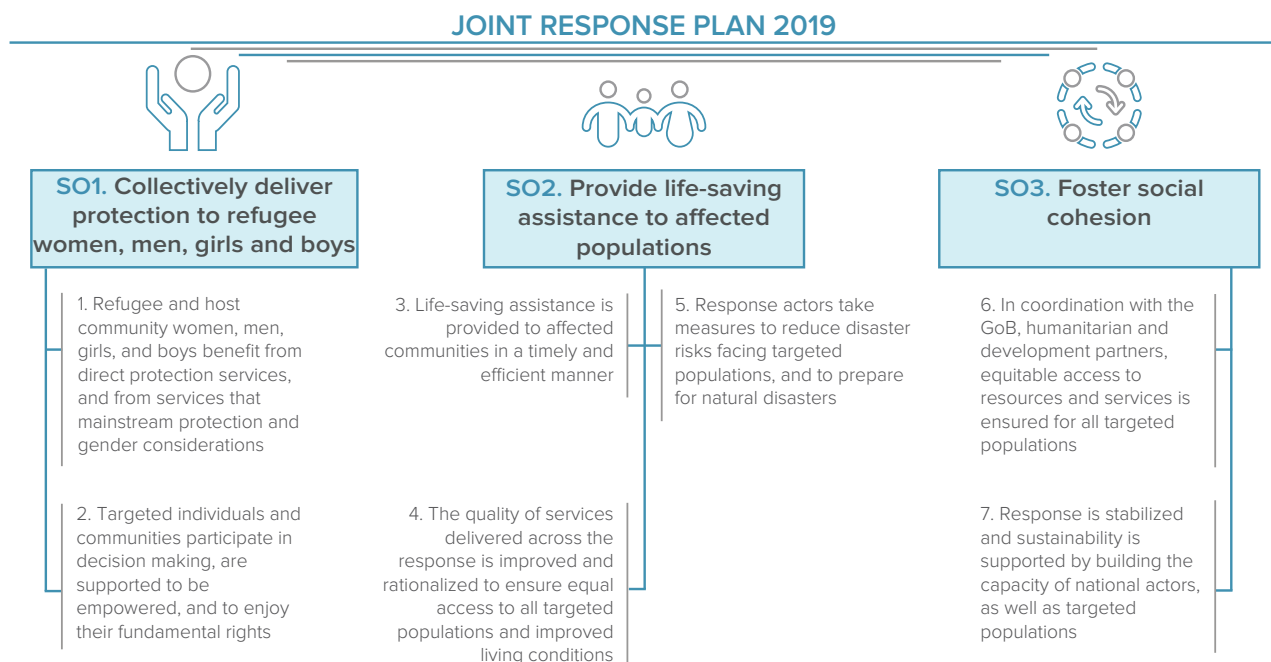 JOINT RESPONSE PLAN 2019
SO1. Collectively deliver
protection to refugee
women, men, girls and boys
1. Refugee and host
community women, men,
girls, and boys benefit from
direct protection services,
and from services that
mainstream protection and
gender considerations
2. Targeted individuals and
communities participate in
decision making, are
supported to be
empowered, and to enjoy
their fundamental rights
SO2. Provide life-saving
assistance to affected
populations
3. Life-saving assistance is
provided to affected
communities in a timely and
efficient manner
4. The quality of services
delivered across the
response is improved and
rationalized to ensure equal
access to all targeted
populations and improved
living conditions
5. Response actors take
measures to reduce disaster
risks facing targeted
populations, and to prepare
for natural disasters
SO3. Foster social
cohesion
6. In coordination with the
GoB, humanitarian and
development partners,
equitable access to
resources and services is
ensured for all targeted
populations
7. Response is stabilized
and sustainability is
supported by building the
capacity of national actors,
as well as targeted
populations